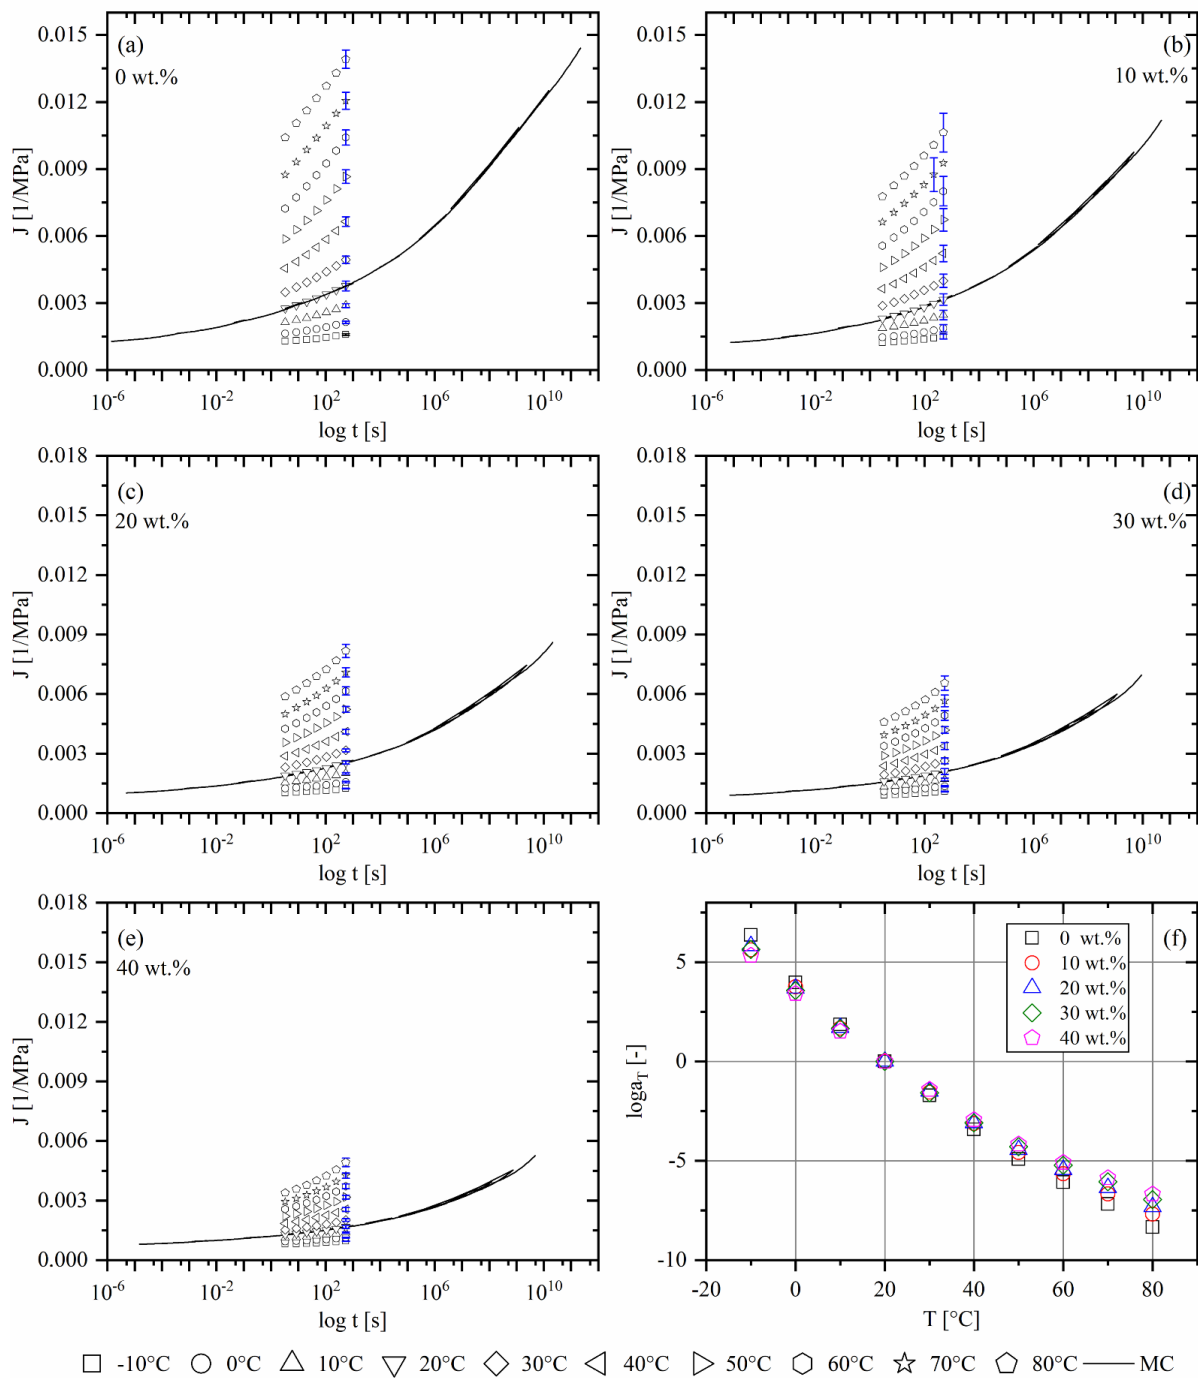 (a)
0 wt.%
0.015
0.012
0.009
0.006
0.003
0.000
J [1/MPa]
10-6 10-2 102 106 1010
log t [s]
(b)
10 wt.%
0.015
0.012
0.009
0.006
0.003
0.000
J [1/MPa]
10-6 10-2 102 106 1010
log t [s]
(c)
20 wt.%
0.018
0.015
0.012
0.009
0.006
0.003
0.000
J [1/MPa]
10-6 10-2 102 106 1010
log t [s]
(d)
30 wt.%
0.018
0.015
0.012
0.009
0.006
0.003
0.000
J [1/MPa]
10-6 10-2 102 106 1010
log t [s]
(e)
40 wt.%
0.018
0.015
0.012
0.009
0.006
0.003
0.000
J [1/MPa]
10-6 10-2 102 106 1010
log t [s]
(f)
0 wt.%
10 wt.%
20 wt.%
30 wt.%
40 wt.%
5
0
-5
-10
logaT [-]
-20 0 20 40 60 80
T [°C]
-10°C 0°C 10°C 20°C 30°C 40°C 50°C 60°C 70°C 80°C MC